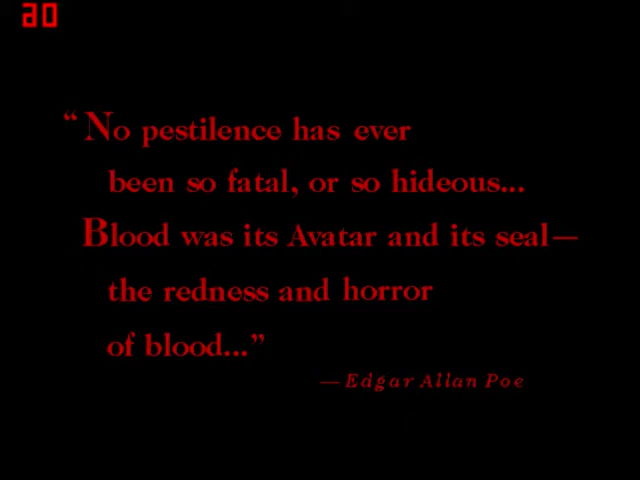 ao
“No pestilence has ever
been so fatal, or so hideous...
Blood was its Avatar and its seal—
the redness and horror
of blood...”
— Edgar Allan Poe